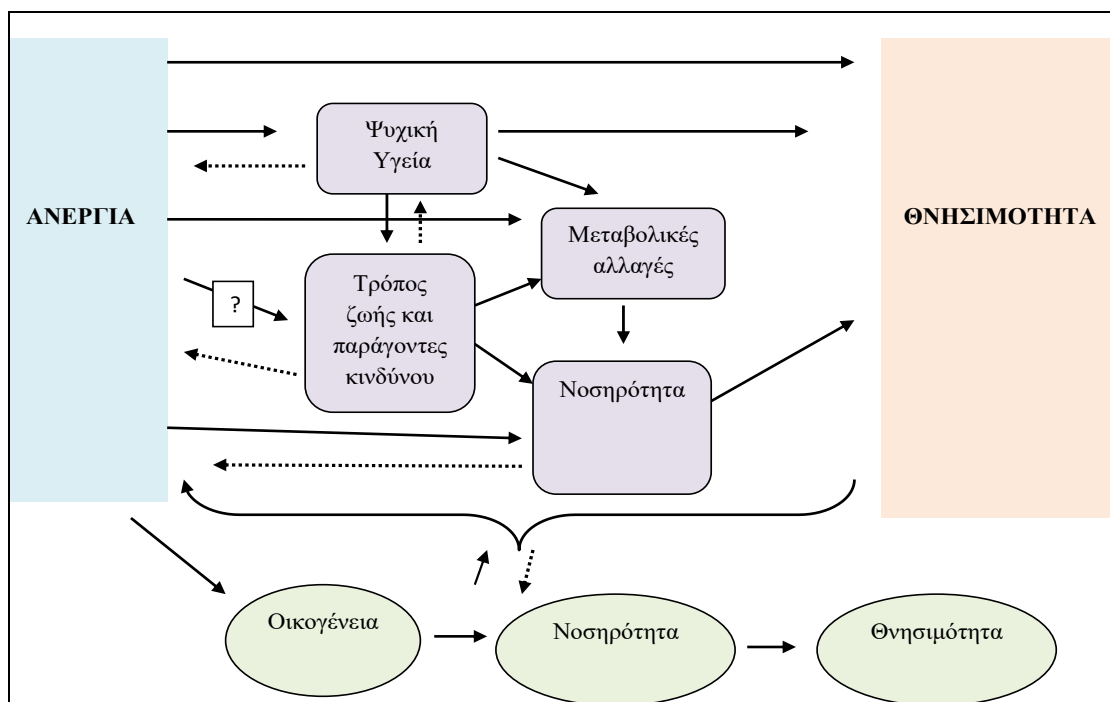 Ψυχική
Υγεία
ΑΝΕΡΓΙΑ
ΘΝΗΣΙΜΟΤΗΤΑ
Μεταβολικές
αλλαγές
Τρόπος
ζωής και
παράγοντες
κινδύνου
?
Νοσηρότητα
Οικογένεια
Νοσηρότητα
Θνησιμότητα